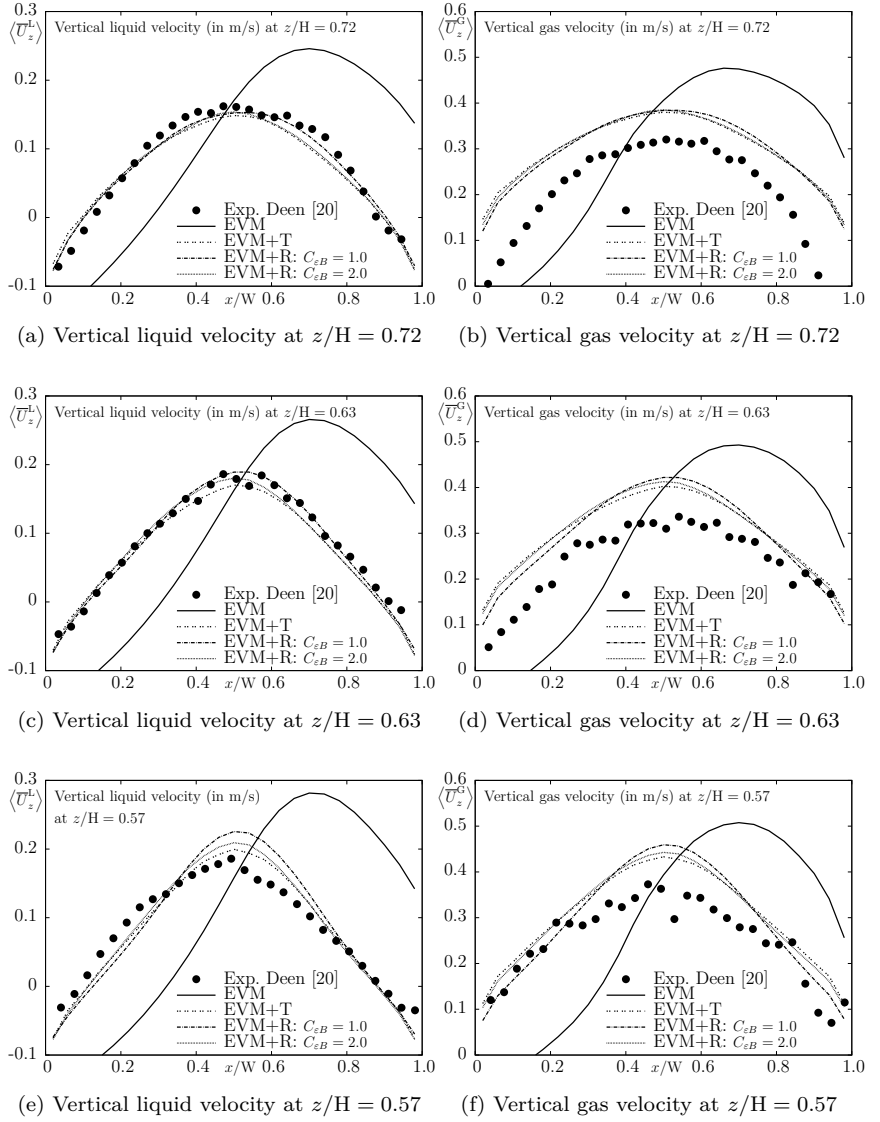 0.3
0.2
0.1
0
-0.1
⟨U̅_z^L⟩
Vertical liquid velocity (in m/s) at z/H = 0.72
Exp. Deen [20]
EVM
EVM+T
EVM+R: C_εB = 1.0
EVM+R: C_εB = 2.0
0 0.2 0.4 x/W 0.6 0.8 1.0
(a) Vertical liquid velocity at z/H = 0.72
0.6
0.5
0.4
0.3
0.2
0.1
0
⟨U̅_z^G⟩
Vertical gas velocity (in m/s) at z/H = 0.72
Exp. Deen [20]
EVM
EVM+T
EVM+R: C_εB = 1.0
EVM+R: C_εB = 2.0
0 0.2 0.4 x/W 0.6 0.8 1.0
(b) Vertical gas velocity at z/H = 0.72
0.3
0.2
0.1
0
-0.1
⟨U̅_z^L⟩
Vertical liquid velocity (in m/s) at z/H = 0.63
Exp. Deen [20]
EVM
EVM+T
EVM+R: C_εB = 1.0
EVM+R: C_εB = 2.0
0 0.2 0.4 x/W 0.6 0.8 1.0
(c) Vertical liquid velocity at z/H = 0.63
0.6
0.5
0.4
0.3
0.2
0.1
0
⟨U̅_z^G⟩
Vertical gas velocity (in m/s) at z/H = 0.63
Exp. Deen [20]
EVM
EVM+T
EVM+R: C_εB = 1.0
EVM+R: C_εB = 2.0
0 0.2 0.4 x/W 0.6 0.8 1.0
(d) Vertical gas velocity at z/H = 0.63
0.3
0.2
0.1
0
-0.1
⟨U̅_z^L⟩
Vertical liquid velocity (in m/s)
at z/H = 0.57
Exp. Deen [20]
EVM
EVM+T
EVM+R: C_εB = 1.0
EVM+R: C_εB = 2.0
0 0.2 0.4 x/W 0.6 0.8 1.0
(e) Vertical liquid velocity at z/H = 0.57
0.6
0.5
0.4
0.3
0.2
0.1
0
⟨U̅_z^G⟩
Vertical gas velocity (in m/s) at z/H = 0.57
Exp. Deen [20]
EVM
EVM+T
EVM+R: C_εB = 1.0
EVM+R: C_εB = 2.0
0 0.2 0.4 x/W 0.6 0.8 1.0
(f) Vertical gas velocity at z/H = 0.57